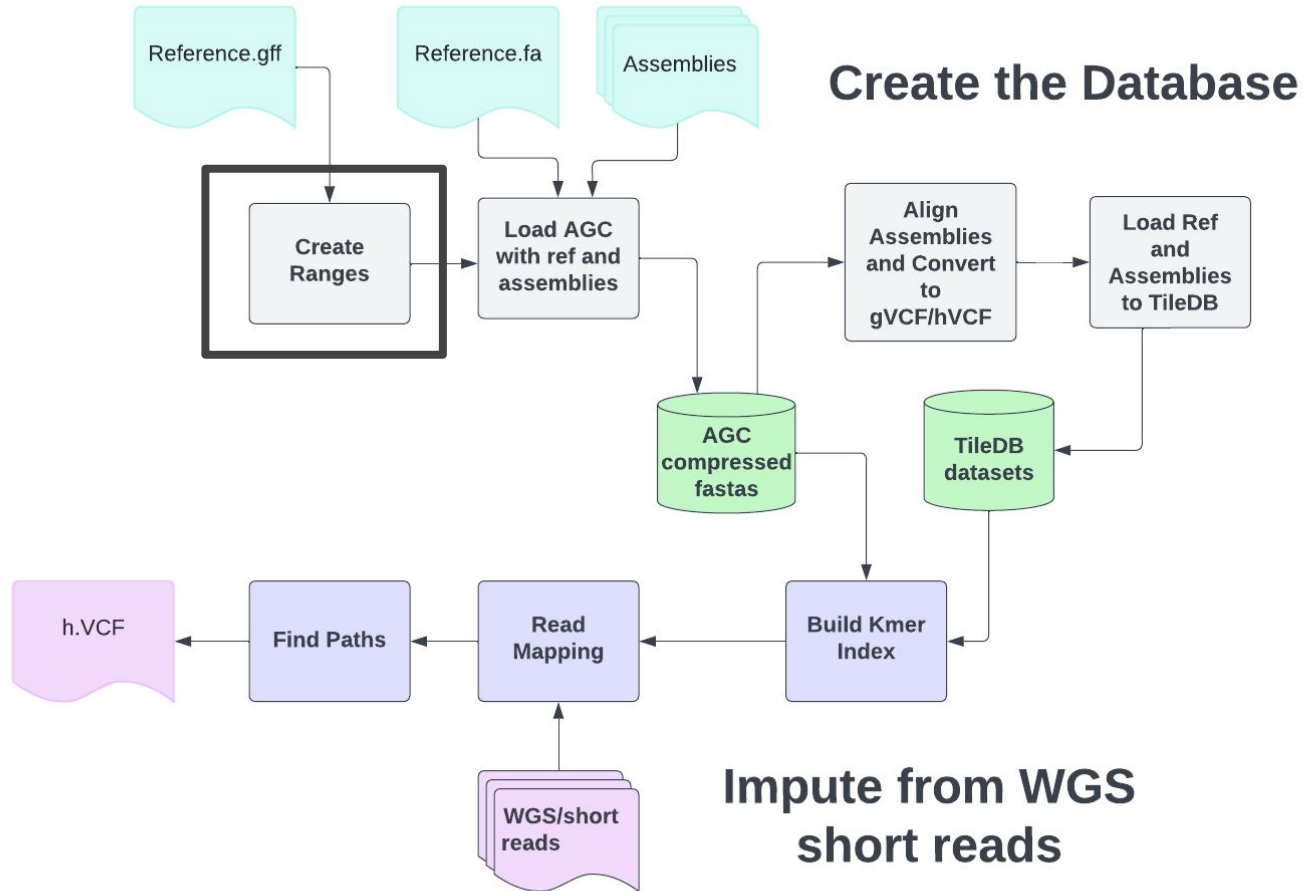 Reference.gff
Reference.fa
Assemblies
Create the Database
Create
Ranges
Load AGC
with ref and
assemblies
Align
Assemblies
and Convert
to
gVCF/hVCF
Load Ref
and
Assemblies
to TileDB
AGC
compressed
fastas
TileDB
datasets
h.VCF
Find Paths
Read
Mapping
Build Kmer
Index
WGS/short
reads
Impute from WGS
short reads